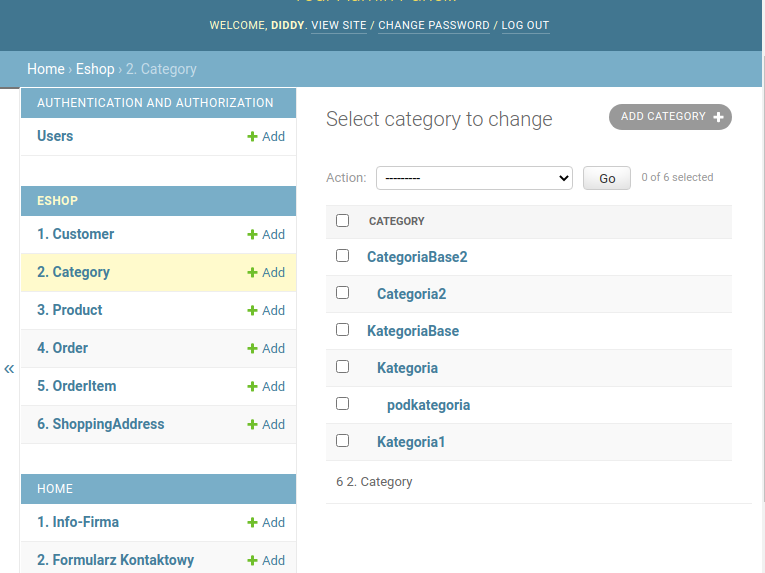 WELCOME, DIDDY. VIEW SITE / CHANGE PASSWORD / LOG OUT
Home › Eshop › 2. Category
AUTHENTICATION AND AUTHORIZATION
Users + Add
ESHOP
1. Customer + Add
2. Category + Add
3. Product + Add
4. Order + Add
5. OrderItem + Add
6. ShoppingAddress + Add
HOME
1. Info-Firma + Add
2. Formularz Kontaktowy + Add
«
Select category to change
ADD CATEGORY +
Action: --------- Go 0 of 6 selected
CATEGORY
CategoriaBase2
Categoria2
KategoriaBase
Kategoria
podkategoria
Kategoria1
6 2. Category